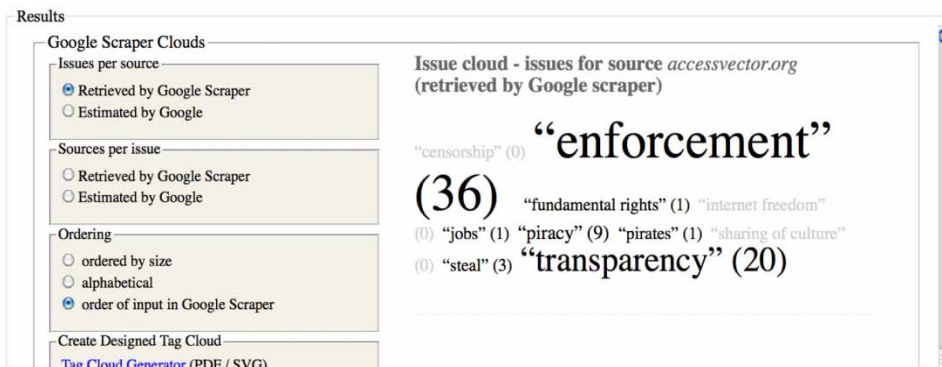 Results
Google Scraper Clouds
Issues per source
Retrieved by Google Scraper
Estimated by Google
Sources per issue
Retrieved by Google Scraper
Estimated by Google
Ordering
ordered by size
alphabetical
order of input in Google Scraper
Create Designed Tag Cloud
Tag Cloud Generator (PDF / SVG)
Issue cloud - issues for source accessvector.org
(retrieved by Google scraper)
“censorship” (0) “enforcement”
(36) “fundamental rights” (1) “internet freedom”
(0) “jobs” (1) “piracy” (9) “pirates” (1) “sharing of culture”
(0) “steal” (3) “transparency” (20)